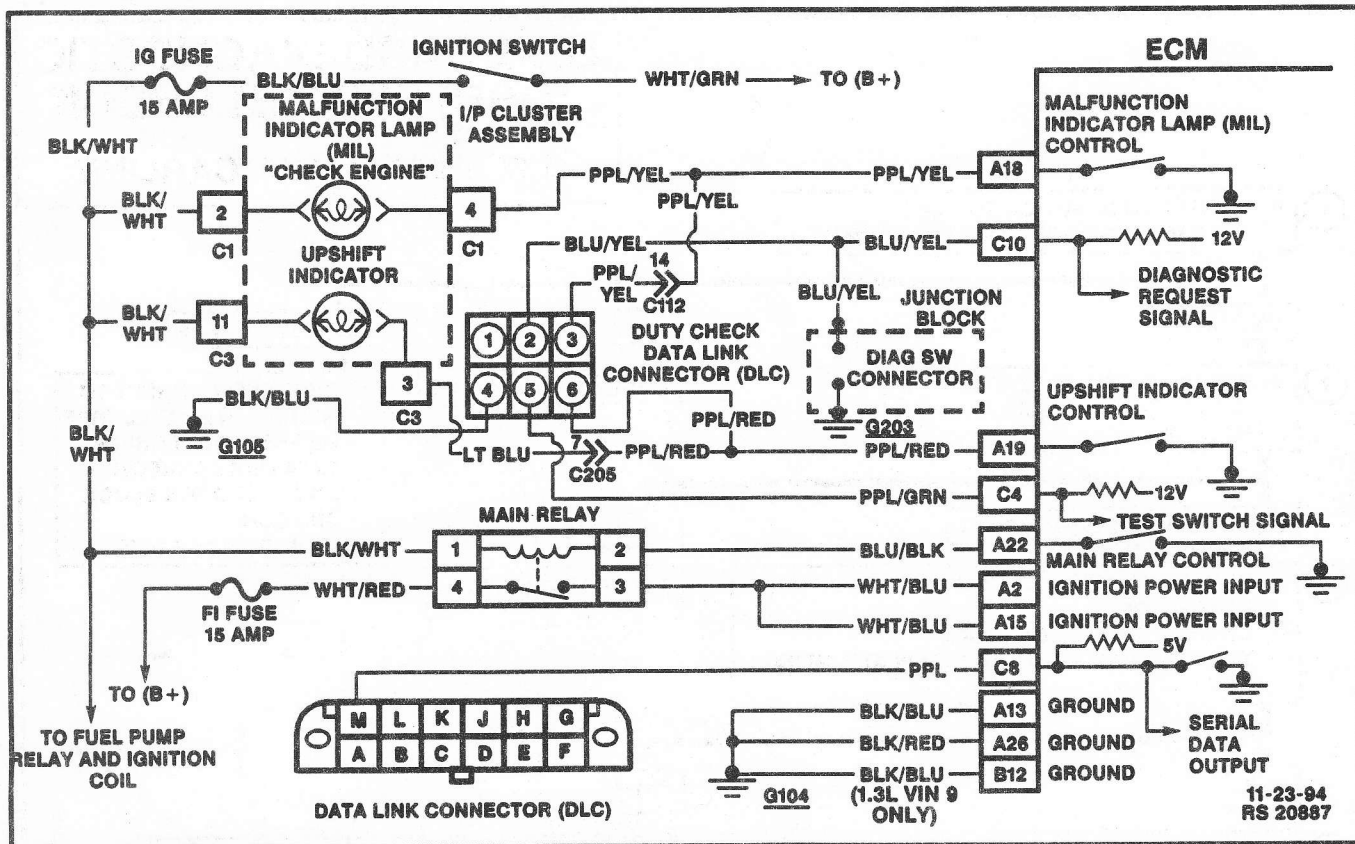 IG FUSE
15 AMP
BLK/BLU
IGNITION SWITCH
WHT/GRN
TO (B+)
ECM
BLK/WHT
MALFUNCTION
INDICATOR LAMP
(MIL)
"CHECK ENGINE"
I/P CLUSTER
ASSEMBLY
MALFUNCTION
INDICATOR LAMP (MIL)
CONTROL
BLK/
WHT
2
C1
4
C1
PPL/YEL
PPL/YEL
PPL/YEL
A18
UPSHIFT
INDICATOR
BLU/YEL
BLU/YEL
C10
12V
DIAGNOSTIC
REQUEST
SIGNAL
PPL/
YEL
14
C112
BLU/YEL
JUNCTION
BLOCK
BLK/
WHT
11
C3
3
C3
1 2 3
4 5 6
DUTY CHECK
DATA LINK
CONNECTOR (DLC)
DIAG SW
CONNECTOR
G203
UPSHIFT INDICATOR
CONTROL
BLK/BLU
G105
BLK/
WHT
LT BLU
7
C205
PPL/RED
PPL/RED
PPL/RED
A19
PPL/GRN
C4
12V
TEST SWITCH SIGNAL
MAIN RELAY
BLK/WHT
1
2
BLU/BLK
A22
MAIN RELAY CONTROL
FI FUSE
15 AMP
WHT/RED
4
3
WHT/BLU
A2
IGNITION POWER INPUT
WHT/BLU
A15
IGNITION POWER INPUT
PPL
C8
5V
SERIAL
DATA
OUTPUT
TO (B+)
TO FUEL PUMP
RELAY AND IGNITION
COIL
M L K J H G
A B C D E F
DATA LINK CONNECTOR (DLC)
BLK/BLU
A13
GROUND
BLK/RED
A26
GROUND
BLK/BLU
B12
GROUND
G104
(1.3L VIN 9
ONLY)
11-23-94
RS 20887